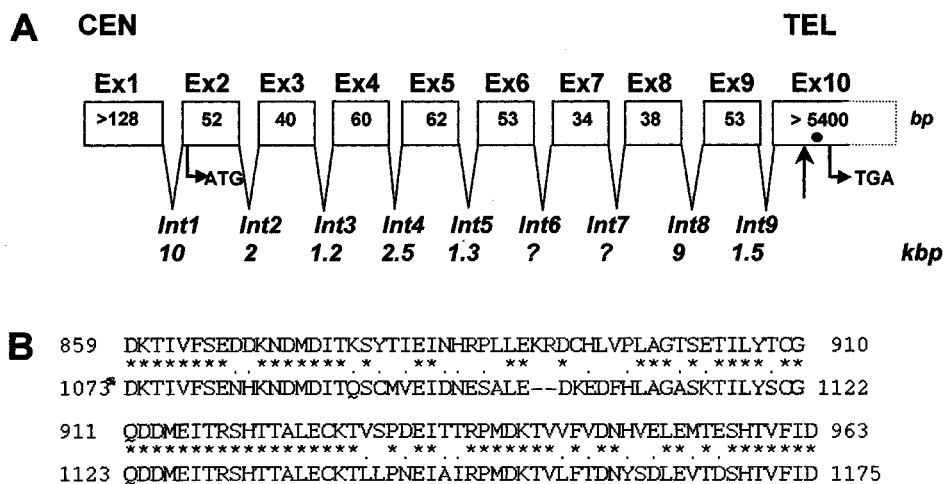 A CEN TEL
Ex1 Ex2 Ex3 Ex4 Ex5 Ex6 Ex7 Ex8 Ex9 Ex10
>128 52 40 60 62 53 34 38 53 > 5400 bp
ATG TGA
Int1 Int2 Int3 Int4 Int5 Int6 Int7 Int8 Int9
10 2 1.2 2.5 1.3 ? ? 9 1.5 kbp
B 859 DKTIVFSEDDKNDMDITKSYTIEINHRPLLEKRDCHLVPLAGTSETILYTCG 910
1073 DKTIVFSENHKNDMDITQSCMVEIDNESALE--DKEDFHLAGASKTILYSCG 1122
911 QDDMEITRSHTTALECKTVSPDEITTRPMDKTVVFVDNHVELEMTESHTVFID 963
1123 QDDMEITRSHTTALECKTLLPNEIAIRPMDKTVLFTDNYSDLEVTDSHTVFID 1175